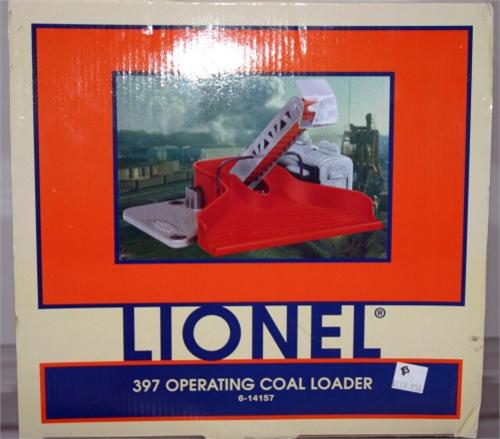 LIONEL®
397 OPERATING COAL LOADER
6-14157